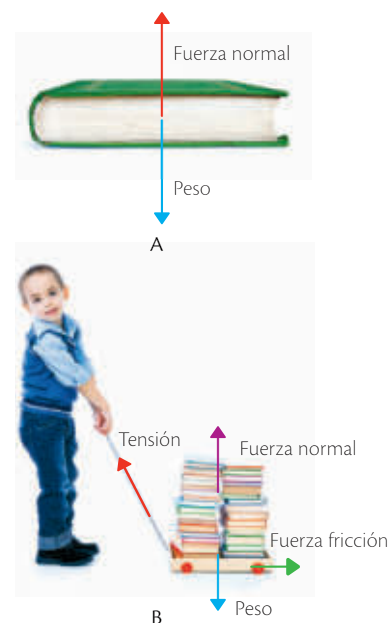 Fuerza normal
Peso
A
Tensión
Fuerza normal
Fuerza fricción
Peso
B